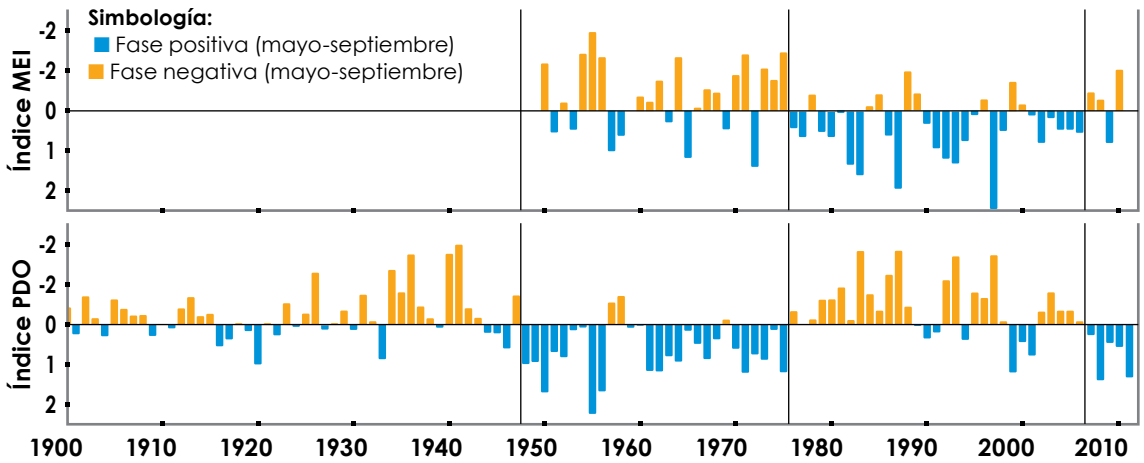 Simbología:
Fase positiva (mayo-septiembre)
Fase negativa (mayo-septiembre)
Índice MEI
-2
-2
0
1
2
Índice PDO
-2
-2
0
1
2
1900 1910 1920 1930 1940 1950 1960 1970 1980 1990 2000 2010